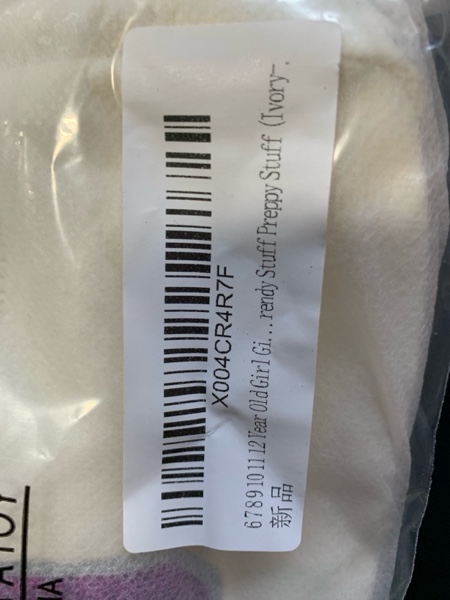 X004CR4R7F
6 7 8 9 10 11 12 Year Old Girl Gi... rendy Stuff Preppy Stuff (Ivory-,
新品